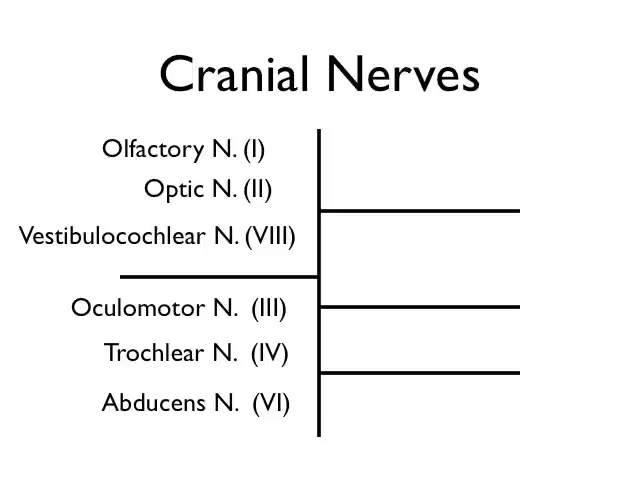 Cranial Nerves
Olfactory N. (I)
Optic N. (II)
Vestibulocochlear N. (VIII)
Oculomotor N. (III)
Trochlear N. (IV)
Abducens N. (VI)